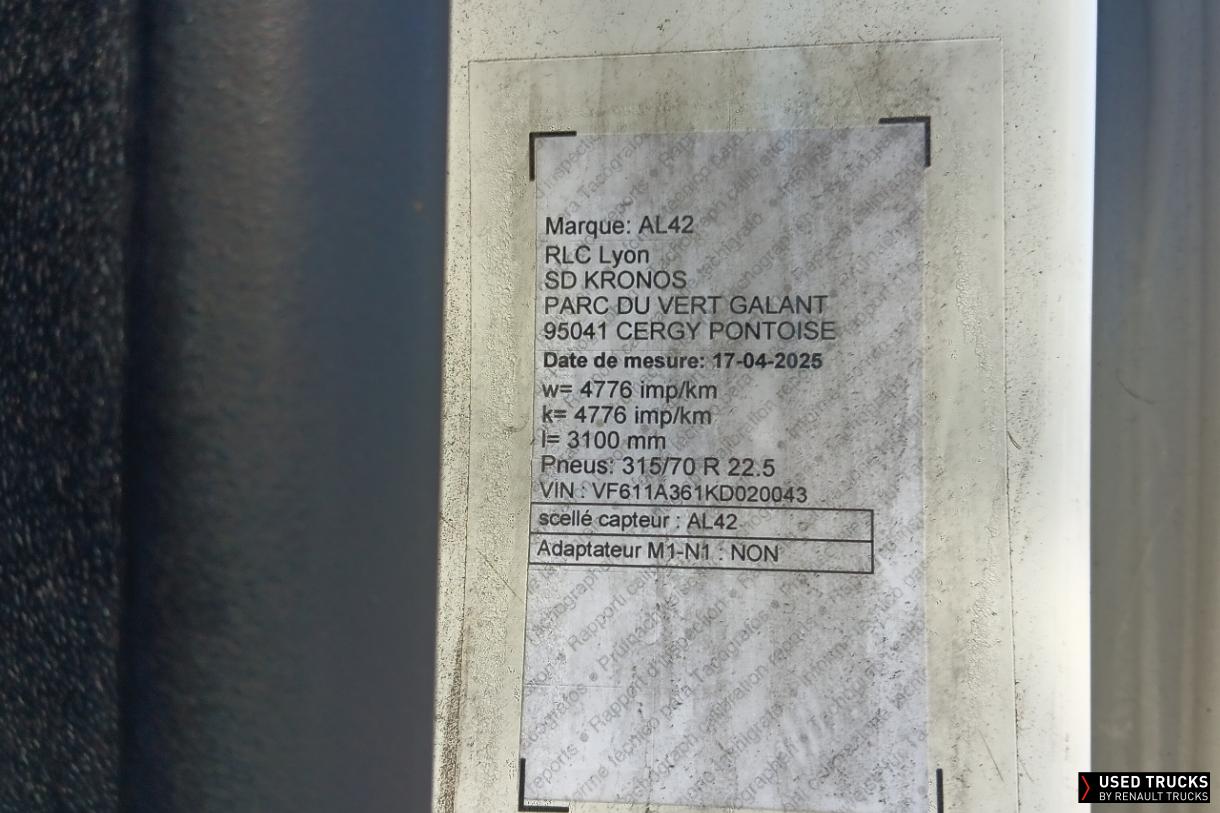 Marque: AL42
RLC Lyon
SD KRONOS
PARC DU VERT GALANT
95041 CERGY PONTOISE
Date de mesure: 17-04-2025
w= 4776 imp/km
k= 4776 imp/km
l= 3100 mm
Pneus: 315/70 R 22.5
VIN : VF611A361KD020043
scellé capteur : AL42
Adaptateur M1-N1 : NON
USED TRUCKS
BY RENAULT TRUCKS